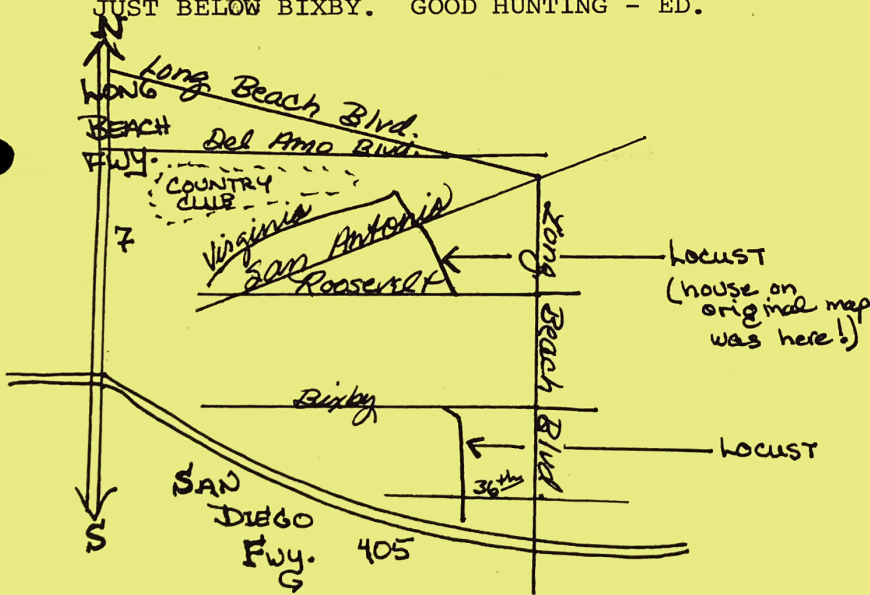 JUST BELOW BIXBY. GOOD HUNTING - ED.
N
LONG
BEACH
FWY.
7
Long Beach Blvd.
Del Amo Blvd.
COUNTRY
CLUB
Virginia
San Antonio
Roosevelt
Long Beach Blvd.
LOCUST
(house on
original map
was here!)
Bixby
LOCUST
36th
SAN
DIEGO
Fwy.
405
S